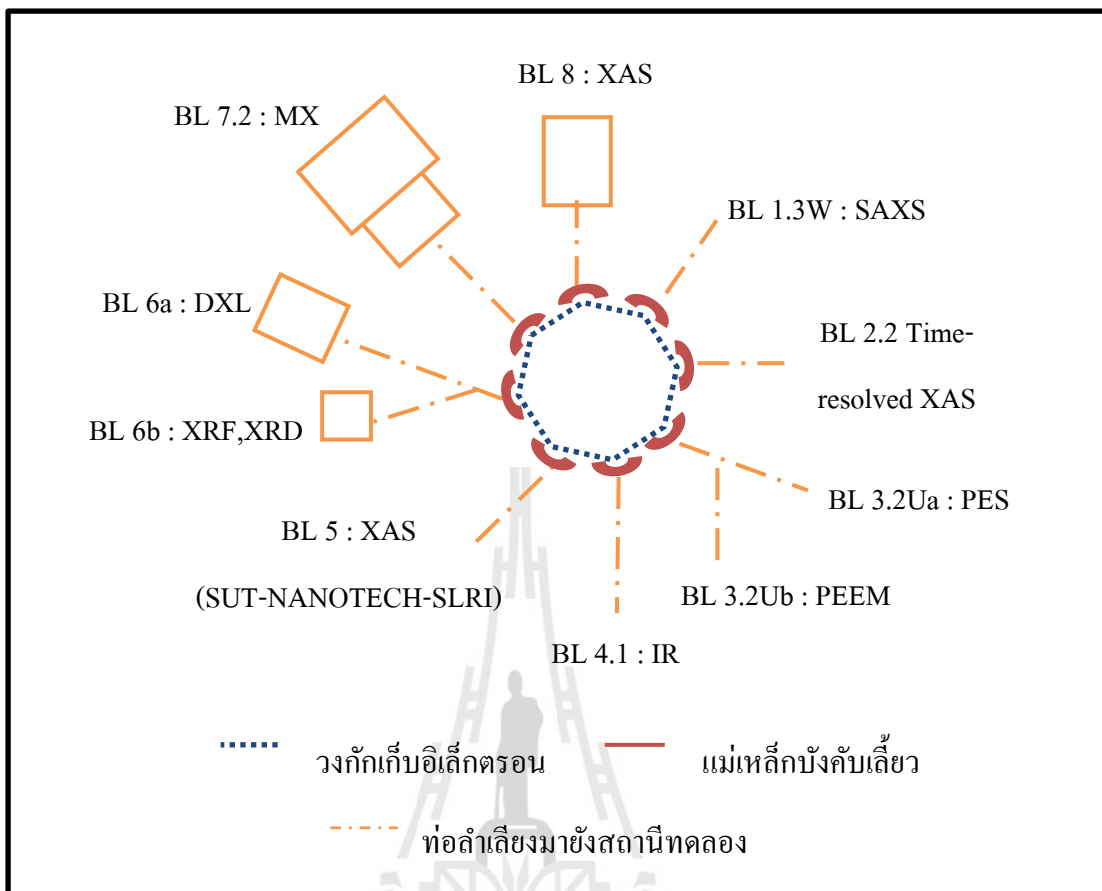 BL 8 : XAS
BL 7.2 : MX
BL 1.3W : SAXS
BL 6a : DXL
BL 2.2 Time-
resolved XAS
BL 6b : XRF,XRD
BL 3.2Ua : PES
BL 5 : XAS
(SUT-NANOTECH-SLRI)
BL 3.2Ub : PEEM
BL 4.1 : IR
วงกักเก็บอิเล็กตรอน
แม่เหล็กบังคับเลี้ยว
ท่อลำเลียงมายังสถานีทดลอง